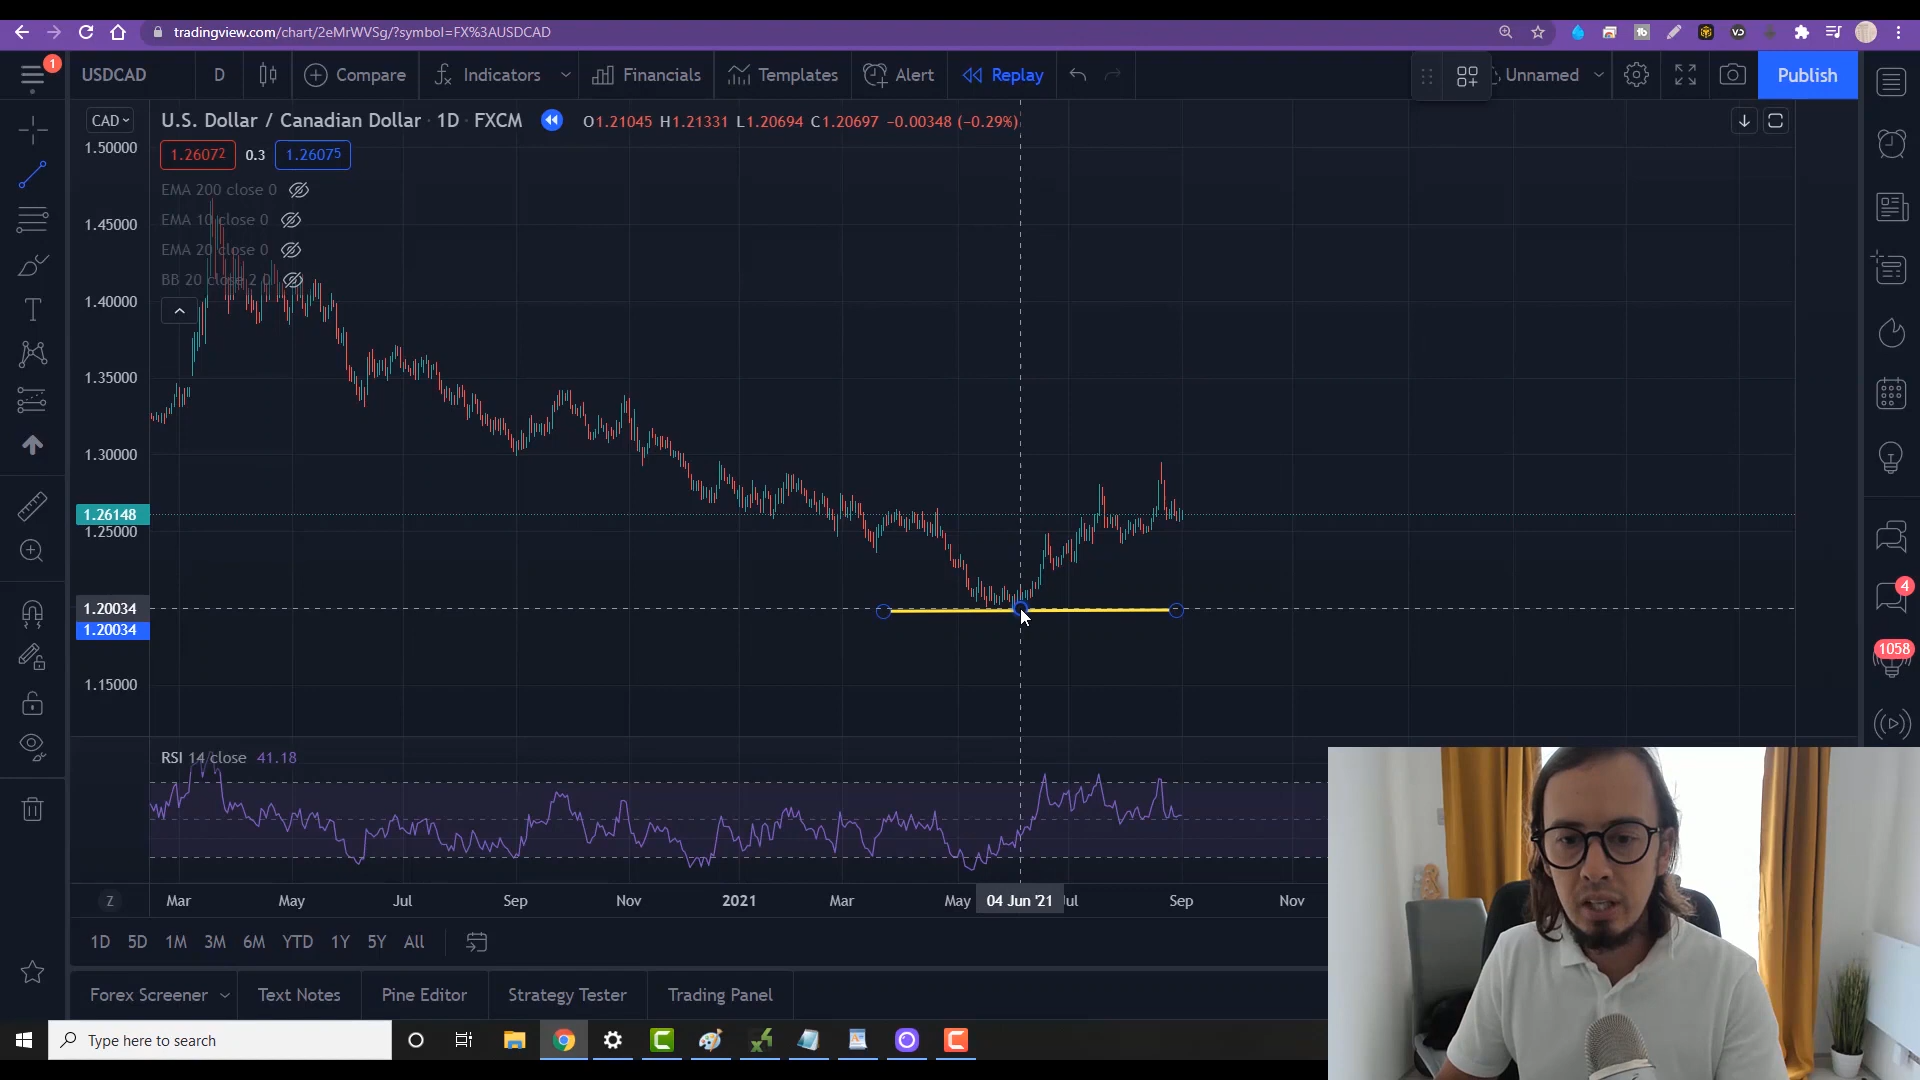 tradingview.com/chart/2eMrWVSg/?symbol=FX%3AUSDCAD
1
USDCAD D Compare Indicators Financials Templates Alert Replay Unnamed Publish
CAD U.S. Dollar / Canadian Dollar · 1D · FXCM O1.21045 H1.21331 L1.20694 C1.20697 −0.00348 (−0.29%)
1.50000
1.26072 0.3 1.26075
EMA 200 close 0
EMA 10 close 0
1.45000
EMA 20 close 0
BB 20 close 2 0
1.40000
1.35000
1.30000
1.26148
1.25000
1.20034
1.20034
1.15000
4
1058
RSI 14 close 41.18
Z Mar May Jul Sep Nov 2021 Mar May 04 Jun '21 Jul Sep Nov
1D 5D 1M 3M 6M YTD 1Y 5Y All
Forex Screener Text Notes Pine Editor Strategy Tester Trading Panel
Type here to search